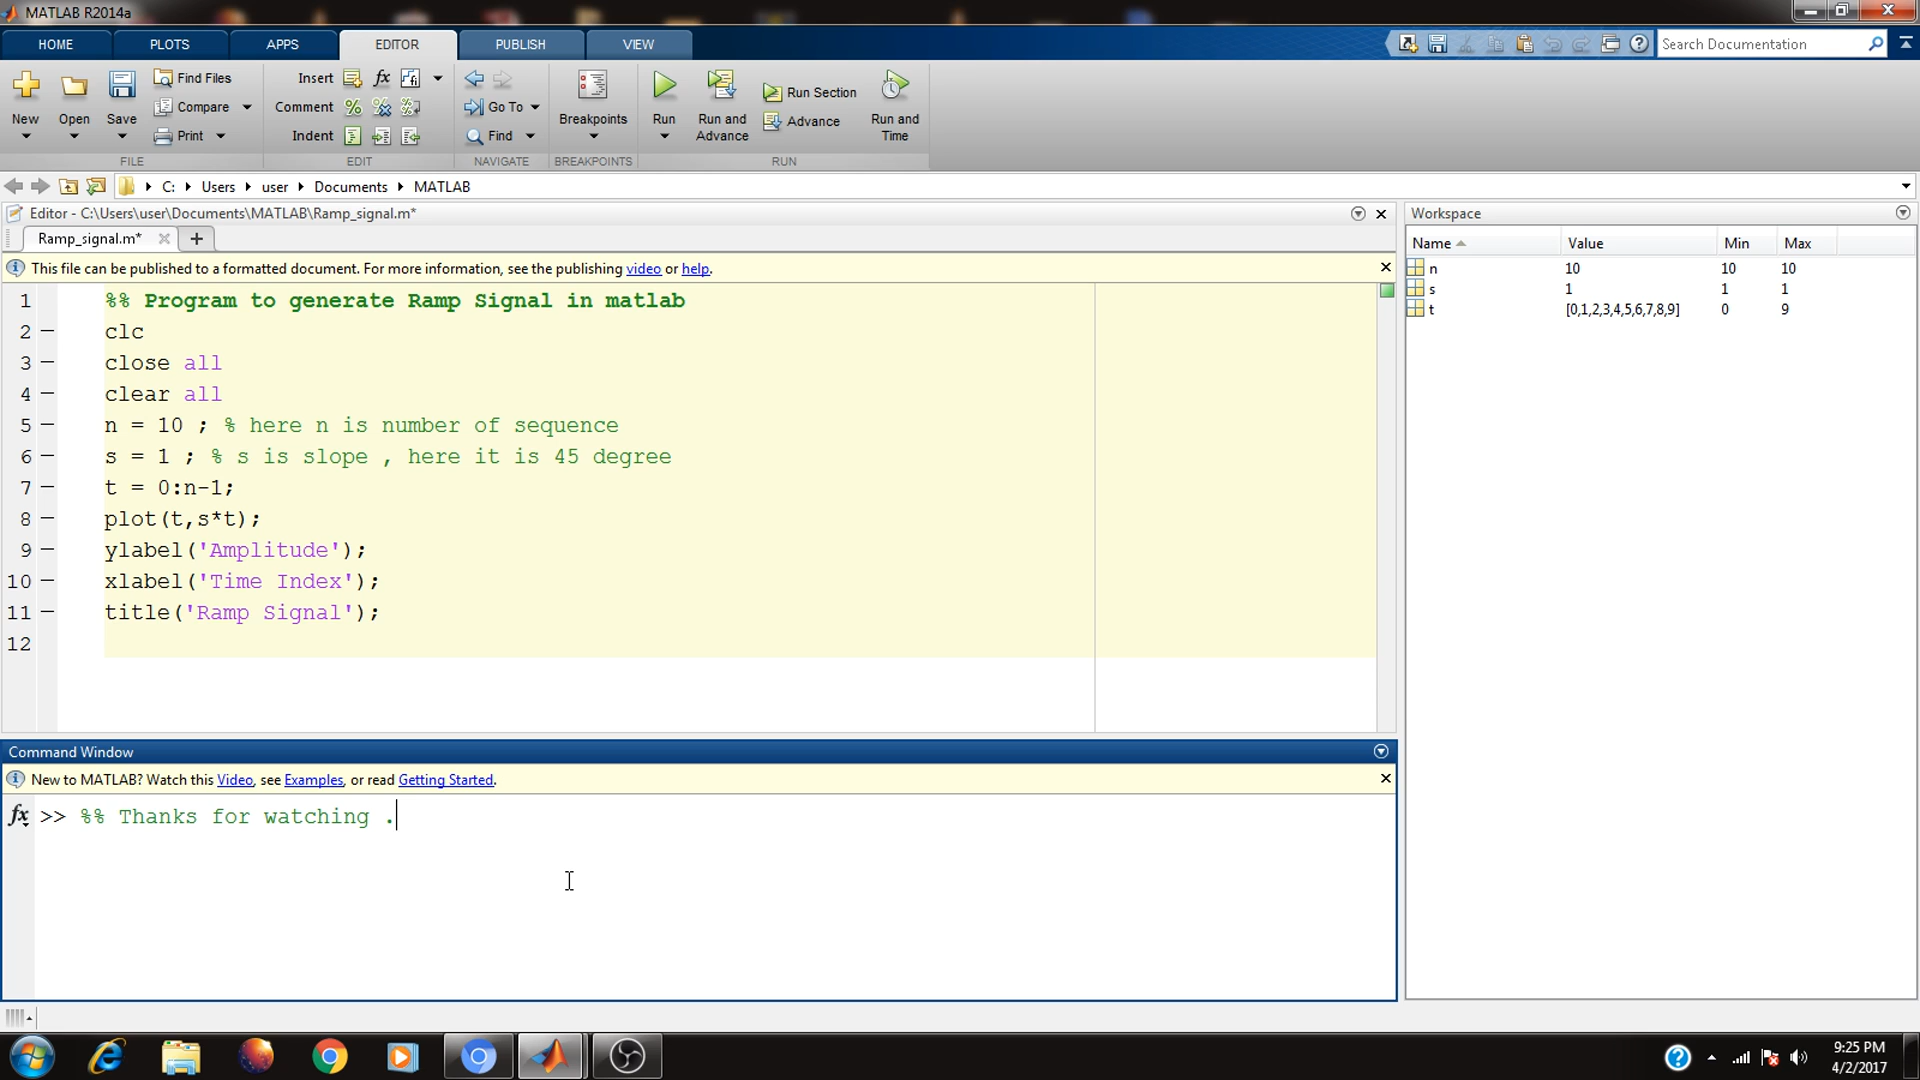 MATLAB R2014a
HOME PLOTS APPS EDITOR PUBLISH VIEW Search Documentation
New Open Save Find Files Compare Print
Insert fx Comment Indent
Go To Find
Breakpoints
Run Run and Advance Run Section Advance Run and Time
FILE EDIT NAVIGATE BREAKPOINTS RUN
C: Users user Documents MATLAB
Editor - C:\Users\user\Documents\MATLAB\Ramp_signal.m*
Ramp_signal.m*
This file can be published to a formatted document. For more information, see the publishing video or help.
1 %% Program to generate Ramp Signal in matlab
2 clc
3 close all
4 clear all
5 n = 10 ; % here n is number of sequence
6 s = 1 ; % s is slope , here it is 45 degree
7 t = 0:n-1;
8 plot(t,s*t);
9 ylabel('Amplitude');
10 xlabel('Time Index');
11 title('Ramp Signal');
12
Workspace
Name Value Min Max
n 10 10 10
s 1 1 1
t [0,1,2,3,4,5,6,7,8,9] 0 9
Command Window
New to MATLAB? Watch this Video, see Examples, or read Getting Started.
fx >> %% Thanks for watching .
9:25 PM
4/2/2017